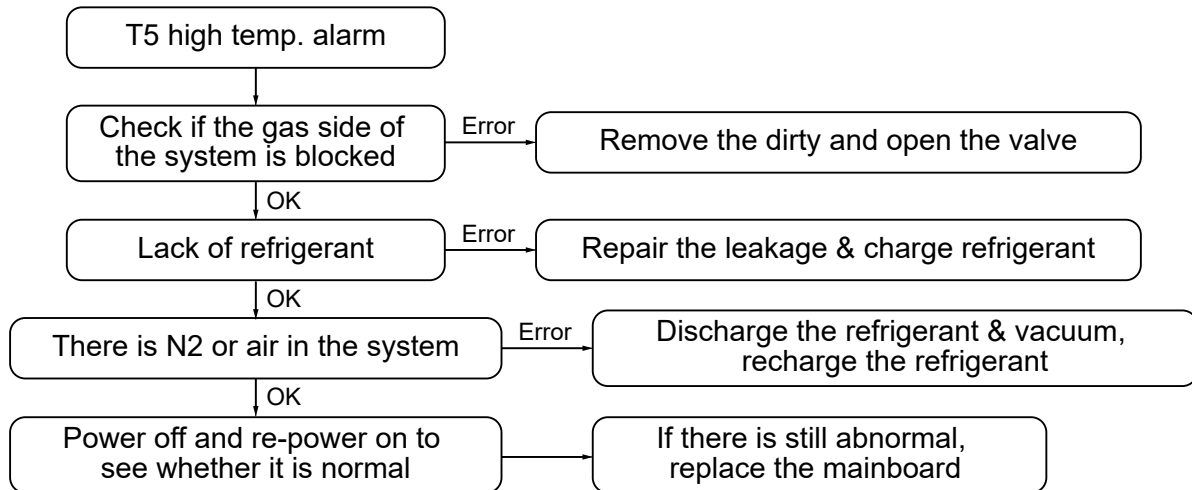 T5 high temp. alarm
Check if the gas side of
the system is blocked
Error
Remove the dirty and open the valve
OK
Lack of refrigerant
Error
Repair the leakage & charge refrigerant
OK
There is N2 or air in the system
Error
Discharge the refrigerant & vacuum,
recharge the refrigerant
OK
Power off and re-power on to
see whether it is normal
If there is still abnormal,
replace the mainboard